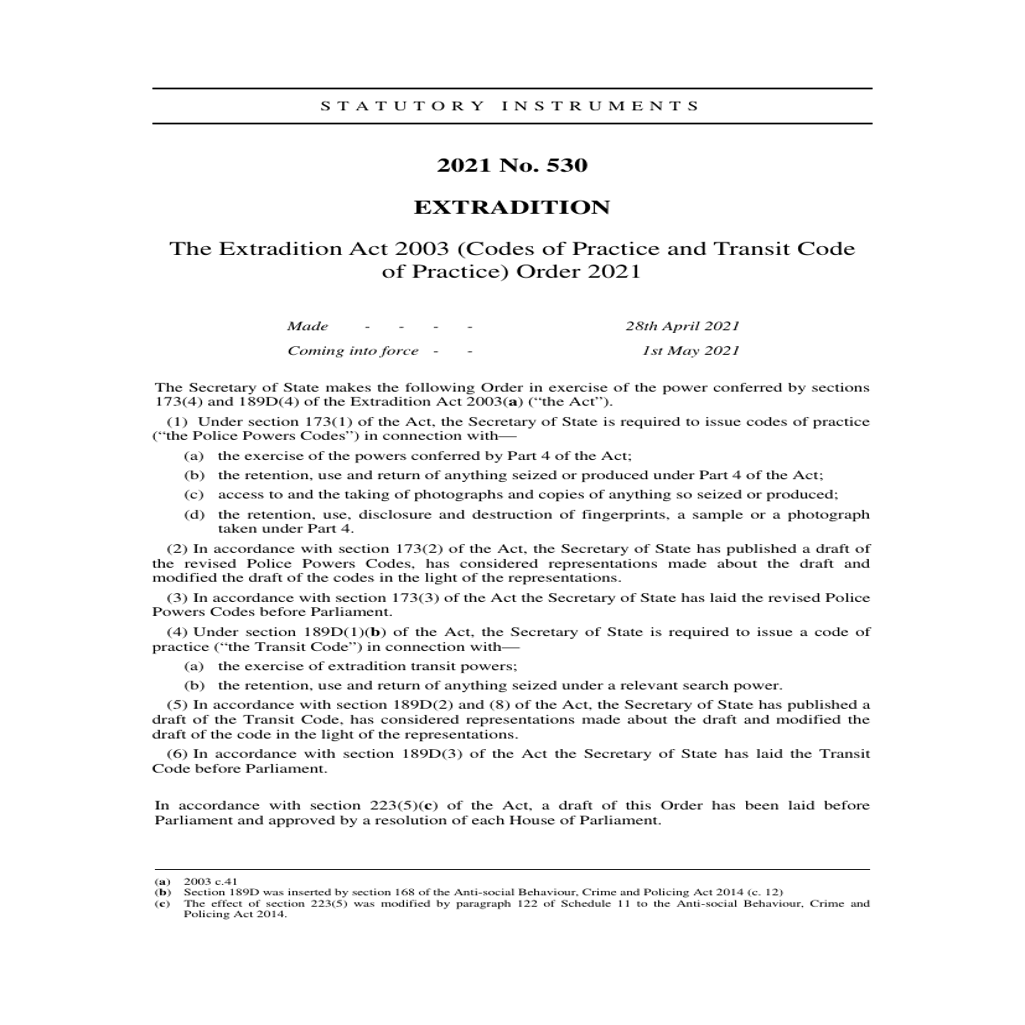 STATUTORY INSTRUMENTS
2021 No. 530
EXTRADITION
The Extradition Act 2003 (Codes of Practice and Transit Code
of Practice) Order 2021
Made - - - - 28th April 2021
Coming into force - - 1st May 2021
The Secretary of State makes the following Order in exercise of the power conferred by sections
173(4) and 189D(4) of the Extradition Act 2003(a) (“the Act”).
(1) Under section 173(1) of the Act, the Secretary of State is required to issue codes of practice
(“the Police Powers Codes”) in connection with—
(a) the exercise of the powers conferred by Part 4 of the Act;
(b) the retention, use and return of anything seized or produced under Part 4 of the Act;
(c) access to and the taking of photographs and copies of anything so seized or produced;
(d) the retention, use, disclosure and destruction of fingerprints, a sample or a photograph
taken under Part 4.
(2) In accordance with section 173(2) of the Act, the Secretary of State has published a draft of
the revised Police Powers Codes, has considered representations made about the draft and
modified the draft of the codes in the light of the representations.
(3) In accordance with section 173(3) of the Act the Secretary of State has laid the revised Police
Powers Codes before Parliament.
(4) Under section 189D(1)(b) of the Act, the Secretary of State is required to issue a code of
practice (“the Transit Code”) in connection with—
(a) the exercise of extradition transit powers;
(b) the retention, use and return of anything seized under a relevant search power.
(5) In accordance with section 189D(2) and (8) of the Act, the Secretary of State has published a
draft of the Transit Code, has considered representations made about the draft and modified the
draft of the code in the light of the representations.
(6) In accordance with section 189D(3) of the Act the Secretary of State has laid the Transit
Code before Parliament.
In accordance with section 223(5)(c) of the Act, a draft of this Order has been laid before
Parliament and approved by a resolution of each House of Parliament.
(a) 2003 c.41
(b) Section 189D was inserted by section 168 of the Anti-social Behaviour, Crime and Policing Act 2014 (c. 12)
(c) The effect of section 223(5) was modified by paragraph 122 of Schedule 11 to the Anti-social Behaviour, Crime and
Policing Act 2014.